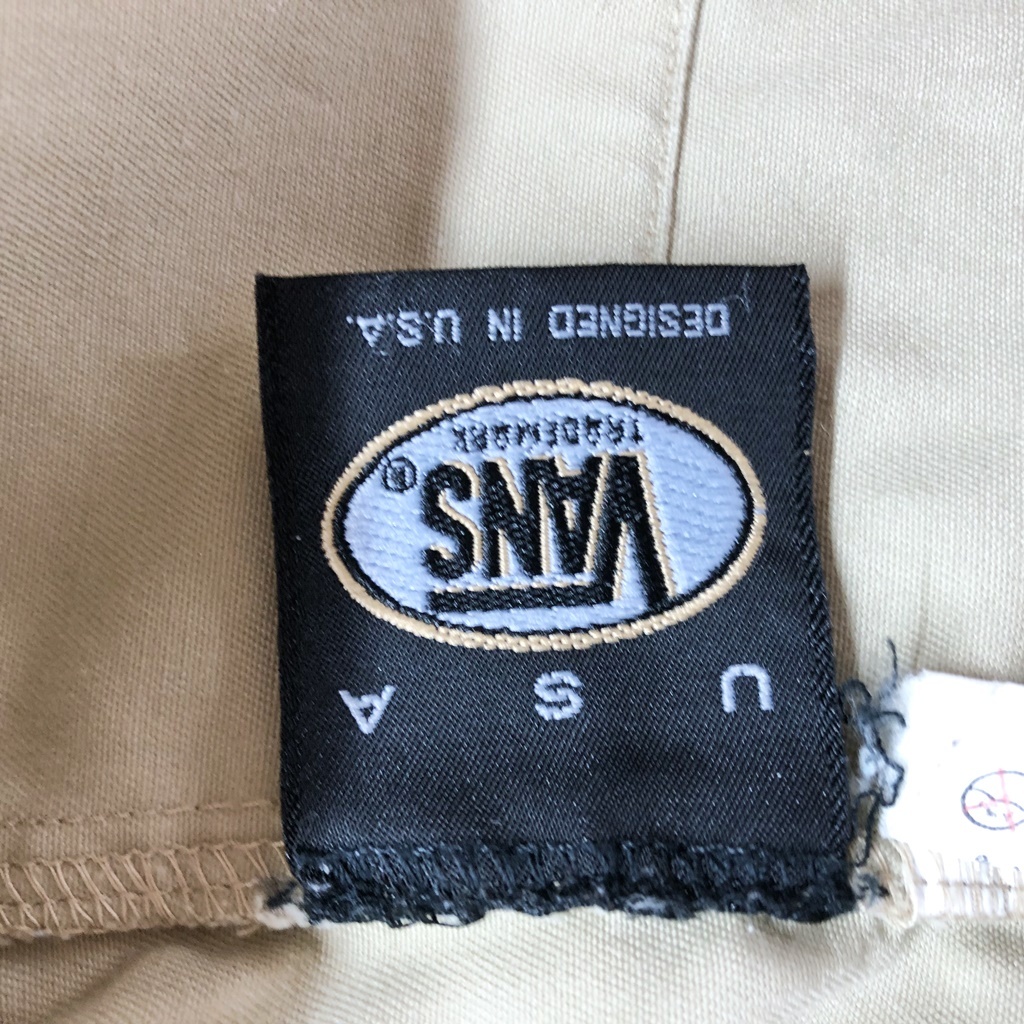 U S A
VANS®
TRADEMARK
DESIGNED IN U.S.A.